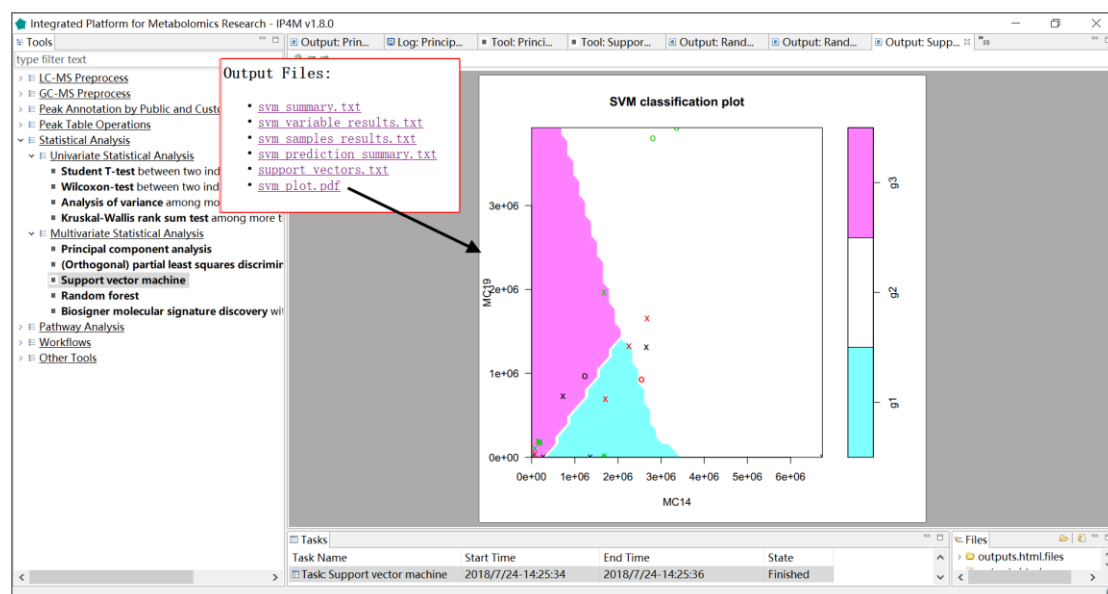 Integrated Platform for Metabolomics Research - IP4M v1.8.0
Tools
type filter text
LC-MS Preprocess
GC-MS Preprocess
Peak Annotation by Public and Custo
Peak Table Operations
Statistical Analysis
Univariate Statistical Analysis
Student T-test between two ind
Wilcoxon-test between two ind
Analysis of variance among mo
Kruskal-Wallis rank sum test among more t
Multivariate Statistical Analysis
Principal component analysis
(Orthogonal) partial least squares discrimin
Support vector machine
Random forest
Biosigner molecular signature discovery wit
Pathway Analysis
Workflows
Other Tools
Output: Prin...
Log: Princip...
Tool: Princi...
Tool: Suppor...
Output: Rand...
Output: Rand...
Output: Supp...
Output Files:
svm_summary.txt
svm_variable_results.txt
svm_samples_results.txt
svm_prediction_summary.txt
support_vectors.txt
svm_plot.pdf
SVM classification plot
3e+06
2e+06
1e+06
0e+00
MC19
0e+00 1e+06 2e+06 3e+06 4e+06 5e+06 6e+06
MC14
g3
g2
g1
Tasks
Task Name Start Time End Time State
Task: Support vector machine 2018/7/24-14:25:34 2018/7/24-14:25:36 Finished
Files
outputs.html.files